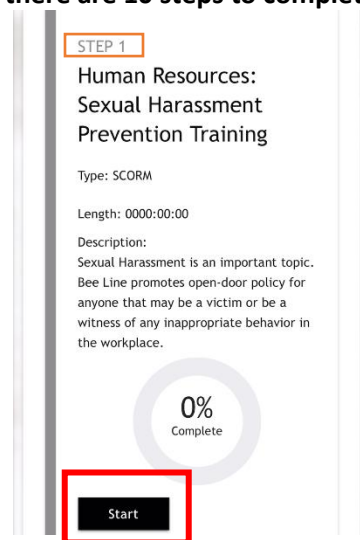 there are 10 steps to complet
STEP 1
Human Resources:
Sexual Harassment
Prevention Training
Type: SCORM
Length: 0000:00:00
Description:
Sexual Harassment is an important topic.
Bee Line promotes open-door policy for
anyone that may be a victim or be a
witness of any inappropriate behavior in
the workplace.
0%
Complete
Start